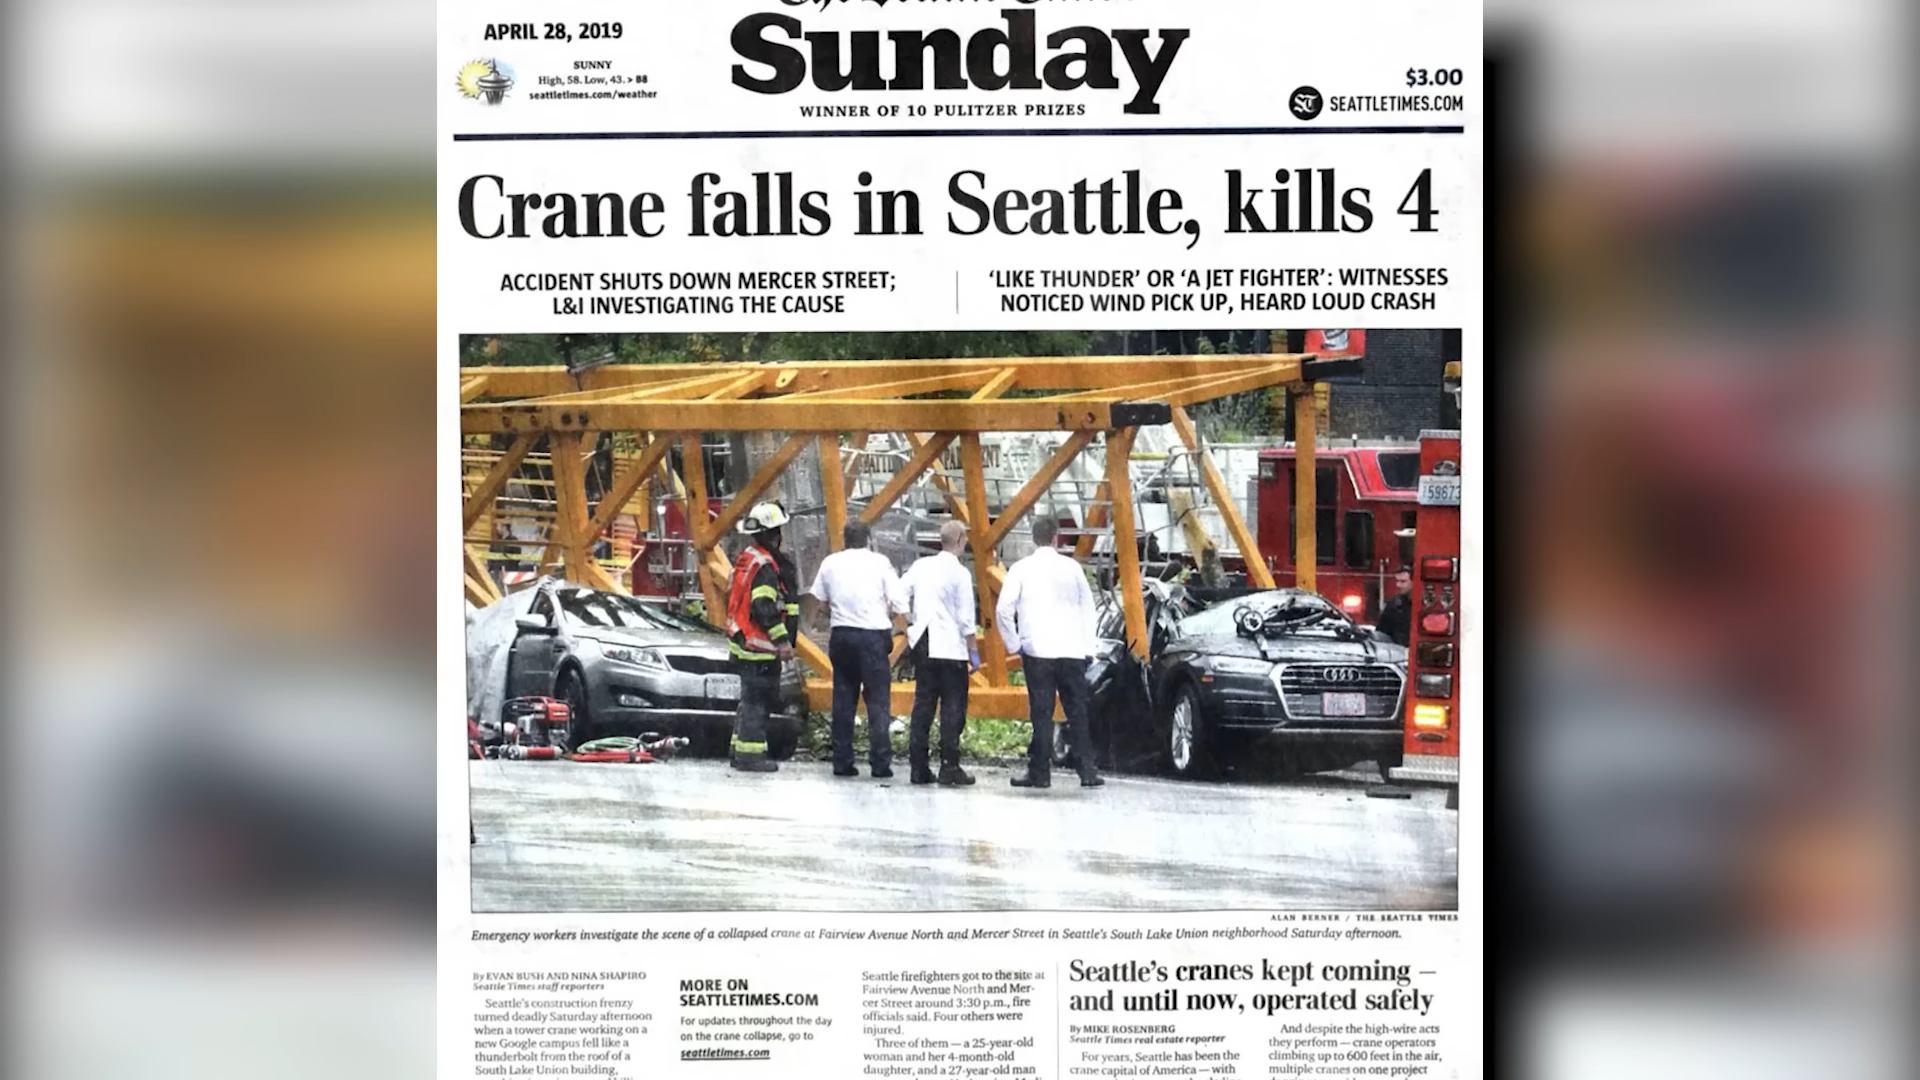 APRIL 28, 2019
SUNNY
High, 58. Low, 43. > B8
seattletimes.com/weather
Sunday
WINNER OF 10 PULITZER PRIZES
$3.00
ST SEATTLETIMES.COM
Crane falls in Seattle, kills 4
ACCIDENT SHUTS DOWN MERCER STREET;
L&I INVESTIGATING THE CAUSE
‘LIKE THUNDER’ OR ‘A JET FIGHTER’: WITNESSES
NOTICED WIND PICK UP, HEARD LOUD CRASH
ALAN BERNER / THE SEATTLE TIMES
Emergency workers investigate the scene of a collapsed crane at Fairview Avenue North and Mercer Street in Seattle's South Lake Union neighborhood Saturday afternoon.
By EVAN BUSH AND NINA SHAPIRO
Seattle Times staff reporters
Seattle's construction frenzy
turned deadly Saturday afternoon
when a tower crane working on a
new Google campus fell like a
thunderbolt from the roof of a
South Lake Union building,
MORE ON
SEATTLETIMES.COM
For updates throughout the day
on the crane collapse, go to
seattletimes.com
Seattle firefighters got to the site at
Fairview Avenue North and Mer-
cer Street around 3:30 p.m., fire
officials said. Four others were
injured.
Three of them — a 25-year-old
woman and her 4-month-old
daughter, and a 27-year-old man
Seattle's cranes kept coming —
and until now, operated safely
By MIKE ROSENBERG
Seattle Times real estate reporter
For years, Seattle has been the
crane capital of America — with
And despite the high-wire acts
they perform — crane operators
climbing up to 600 feet in the air,
multiple cranes on one project